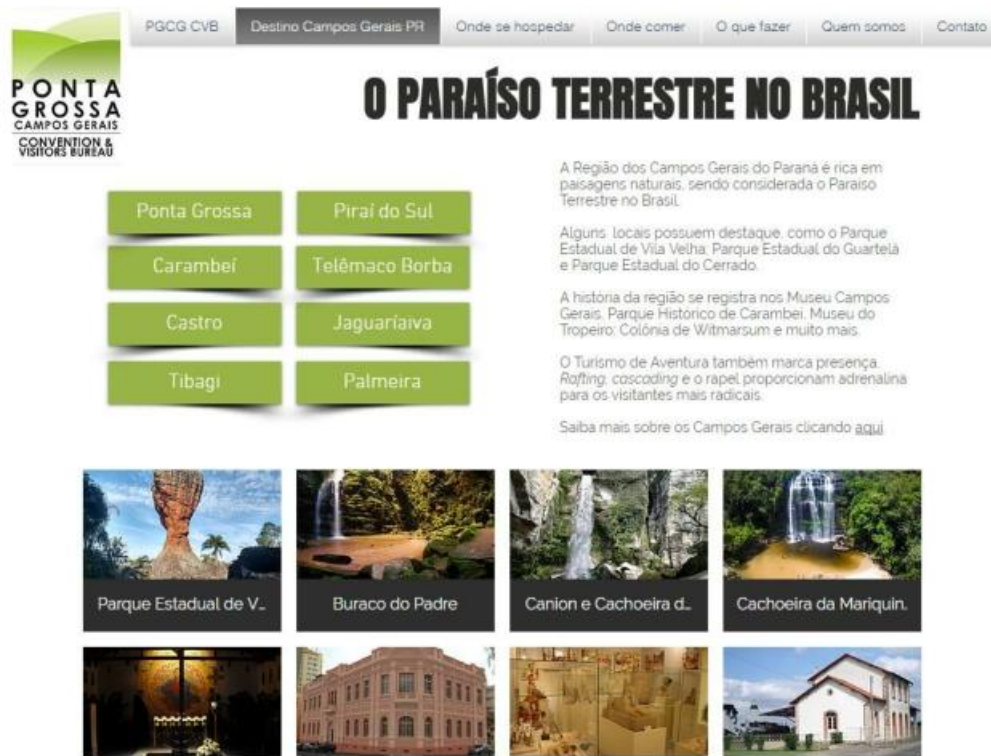 PGCG CVB
Destino Campos Gerais PR
Onde se hospedar
Onde comer
O que fazer
Quem somos
Contato
PONTA
GROSSA
CAMPOS GERAIS
CONVENTION &
VISITORS BUREAU
O PARAÍSO TERRESTRE NO BRASIL
Ponta Grossa
Piraí do Sul
Carambeí
Telêmaco Borba
Castro
Jaguaríaiva
Tibagi
Palmeira
A Região dos Campos Gerais do Paraná é rica em
paisagens naturais, sendo considerada o Paraíso
Terrestre no Brasil.
Alguns locais possuem destaque, como o Parque
Estadual de Vila Velha; Parque Estadual do Guartelá
e Parque Estadual do Cerrado.
A história da região se registra nos Museu Campos
Gerais, Parque Histórico de Carambeí, Museu do
Tropeiro; Colônia de Witmarsum e muito mais.
O Turismo de Aventura também marca presença.
Rafting, cascading e o rapel proporcionam adrenalina
para os visitantes mais radicais.
Saiba mais sobre os Campos Gerais clicando aqui.
Parque Estadual de V...
Buraco do Padre
Canion e Cachoeira d...
Cachoeira da Mariquin.